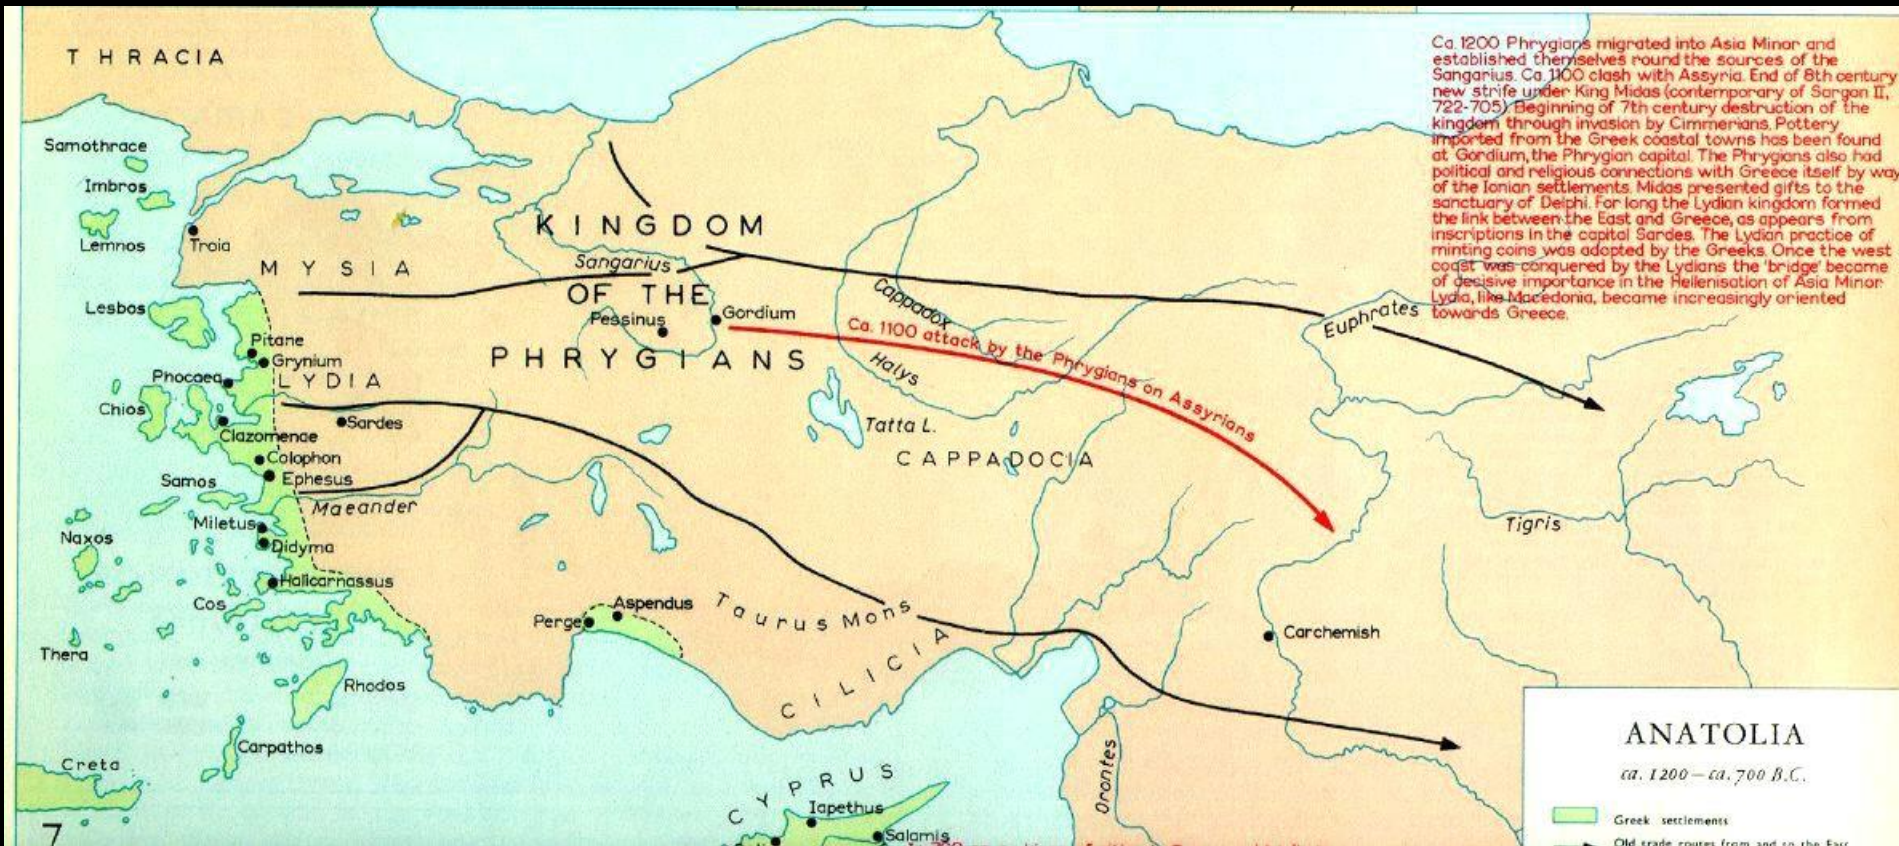 THRACIA
Samothrace
Imbros
Lemnos
Troia
MYSIA
KINGDOM
Sangarius
OF THE
Pessinus
Gordium
PHRYGIANS
Lesbos
Pitane
Grynium
Phocaea
LYDIA
Chios
Sardes
Clazomenae
Colophon
Samos
Ephesus
Maeander
Miletus
Naxos
Didyma
Halicarnassus
Cos
Thera
Rhodos
Carpathos
Creta
7
Perge
Aspendus
Taurus Mons
CILICIA
Cappadox
Halys
Ca. 1100 attack by the Phrygians on Assyrians
Tatta L.
CAPPADOCIA
Euphrates
Tigris
Carchemish
Orontes
CYPRUS
Iapethus
Salamis
Ca. 1200 Phrygians migrated into Asia Minor and
established themselves round the sources of the
Sangarius. Ca. 1100 clash with Assyria. End of 8th century
new strife under King Midas (contemporary of Sargon II,
722-705). Beginning of 7th century destruction of the
kingdom through invasion by Cimmerians. Pottery
imported from the Greek coastal towns has been found
at Gordium, the Phrygian capital. The Phrygians also had
political and religious connections with Greece itself by way
of the Ionian settlements. Midas presented gifts to the
sanctuary of Delphi. For long the Lydian kingdom formed
the link between the East and Greece, as appears from
inscriptions in the capital Sardes. The Lydian practice of
minting coins was adopted by the Greeks. Once the west
coast was conquered by the Lydians the 'bridge' became
of decisive importance in the Hellenisation of Asia Minor.
Lydia, like Macedonia, became increasingly oriented
towards Greece.
ANATOLIA
ca. 1200 – ca. 700 B.C.
Greek settlements
Old trade routes from and to the East